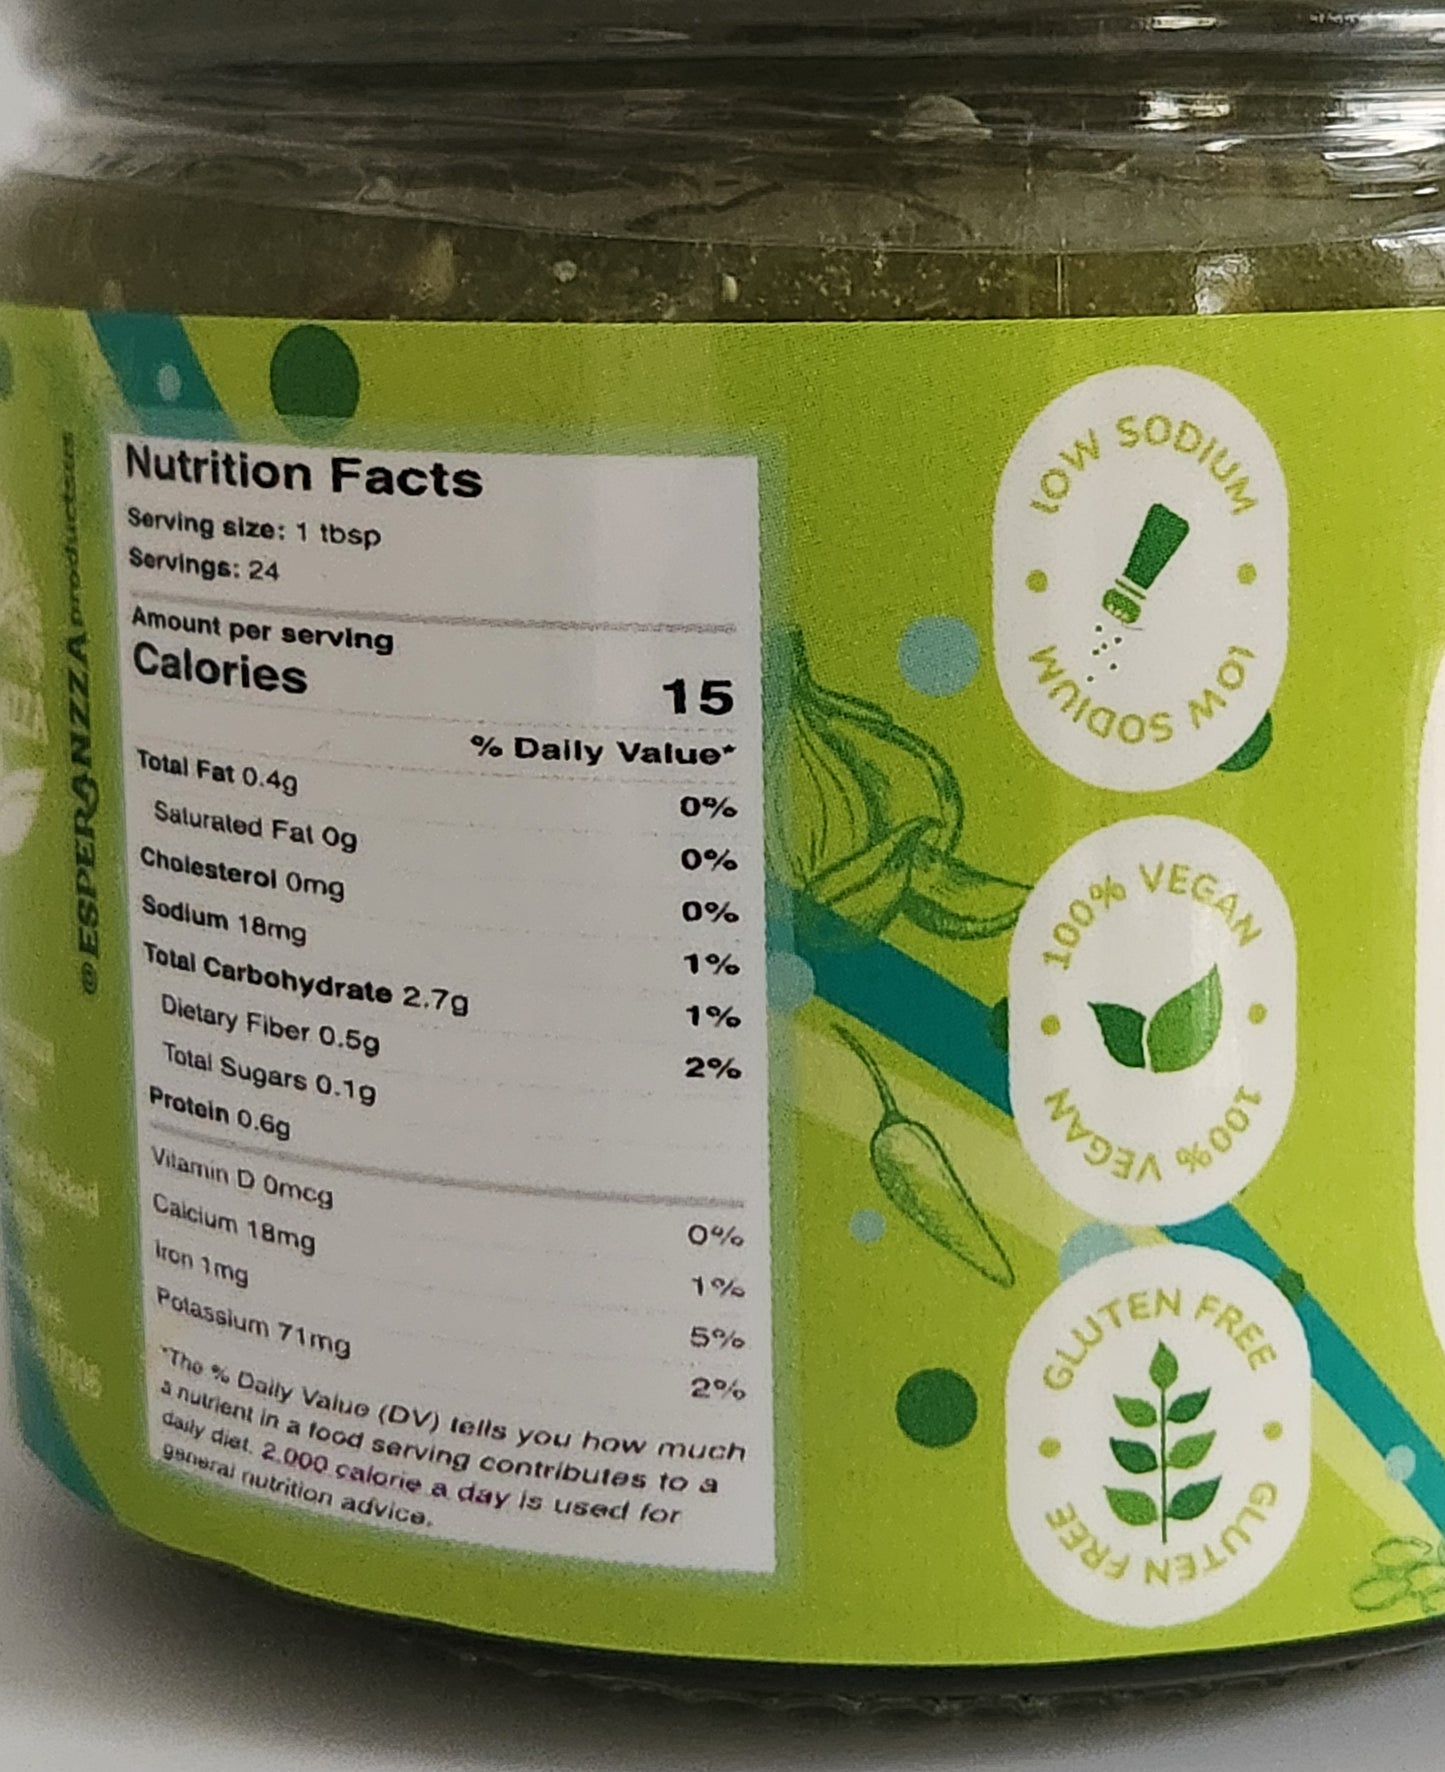 @ESPERANZZAproductsus
Nutrition Facts
Serving size: 1 tbsp
Servings: 24
Amount per serving
Calories 15
% Daily Value*
Total Fat 0.4g 0%
Saturated Fat 0g 0%
Cholesterol 0mg 0%
Sodium 18mg 1%
Total Carbohydrate 2.7g 1%
Dietary Fiber 0.5g 2%
Total Sugars 0.1g
Protein 0.6g
Vitamin D 0mcg 0%
Calcium 18mg 1%
Iron 1mg 5%
Potassium 71mg 2%
*The % Daily Value (DV) tells you how much
a nutrient in a food serving contributes to a
daily diet. 2.000 calorie a day is used for
general nutrition advice.
LOW SODIUM
LOW SODIUM
100% VEGAN
100% VEGAN
GLUTEN FREE
GLUTEN FREE